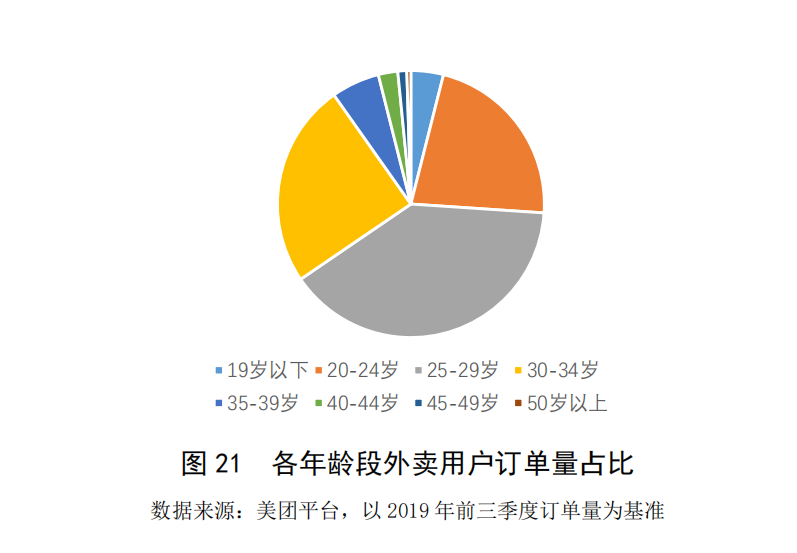 19岁以下 20-24岁 25-29岁 30-34岁
35-39岁 40-44岁 45-49岁 50岁以上
图 21 各年龄段外卖用户订单量占比
数据来源：美团平台，以 2019 年前三季度订单量为基准